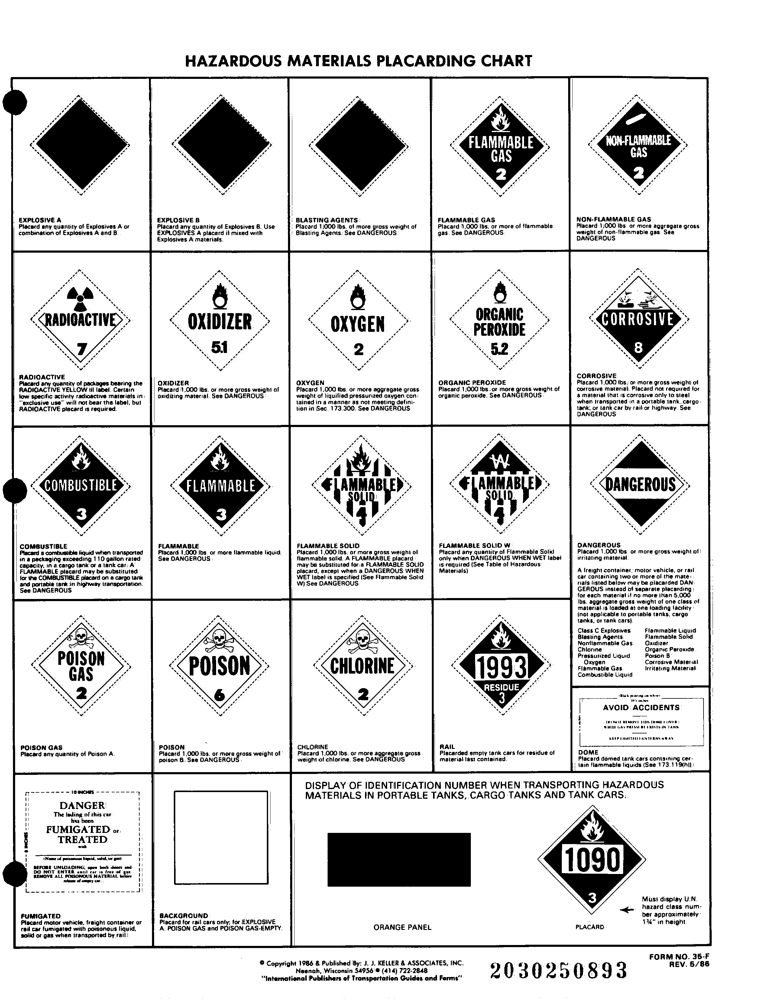 HAZARDOUS MATERIALS PLACARDING CHART
EXPLOSIVE A
Placard any quantity of Explosives A or
combination of Explosives A and B
EXPLOSIVE B
Placard any quantity of Explosives B. Use
EXPLOSIVES A placard if mixed with
Explosives A materials.
BLASTING AGENTS
Placard 1,000 lbs. of more gross weight of
Blasting Agents. See DANGEROUS
FLAMMABLE
GAS
2
FLAMMABLE GAS
Placard 1,000 lbs. or more of flammable
gas. See DANGEROUS
NON-FLAMMABLE
GAS
2
NON-FLAMMABLE GAS
Placard 1,000 lbs. or more aggregate gross
weight of non-flammable gas. See
DANGEROUS
RADIOACTIVE
7
RADIOACTIVE
Placard any quantity of packages bearing the
RADIOACTIVE YELLOW III label. Certain
low specific activity radioactive materials in
"exclusive use" will not bear the label, but
RADIOACTIVE placard is required.
OXIDIZER
5.1
OXIDIZER
Placard 1,000 lbs. or more gross weight of
oxidizing material. See DANGEROUS
OXYGEN
2
OXYGEN
Placard 1,000 lbs. or more aggregate gross
weight of liquified pressurized oxygen con-
tained in a manner as not meeting defini-
tion in Sec. 173.300. See DANGEROUS
ORGANIC
PEROXIDE
5.2
ORGANIC PEROXIDE
Placard 1,000 lbs. or more gross weight of
organic peroxide. See DANGEROUS
CORROSIVE
8
CORROSIVE
Placard 1,000 lbs. or more gross weight of
corrosive material. Placard not required for
a material that is corrosive only to steel
when transported in a portable tank, cargo
tank, or tank car by rail or highway. See
DANGEROUS
COMBUSTIBLE
3
COMBUSTIBLE
Placard a combustible liquid when transported
in a packaging exceeding 110 gallon rated
capacity, in a cargo tank or a tank car. A
FLAMMABLE placard may be substituted
for the COMBUSTIBLE placard on a cargo tank
and portable tank in highway transportation.
See DANGEROUS
FLAMMABLE
3
FLAMMABLE
Placard 1,000 lbs. or more flammable liquid.
See DANGEROUS
FLAMMABLE
SOLID
4
FLAMMABLE SOLID
Placard 1,000 lbs. or more gross weight of
flammable solid. A FLAMMABLE placard
may be substituted for a FLAMMABLE SOLID
placard, except when a DANGEROUS WHEN
WET label is specified (See Flammable Solid
W) See DANGEROUS
W
FLAMMABLE
SOLID
4
FLAMMABLE SOLID W
Placard any quantity of Flammable Solid
only when DANGEROUS WHEN WET label
is required (See Table of Hazardous
Materials)
DANGEROUS
DANGEROUS
Placard 1,000 lbs. or more gross weight of
irritating material.
A freight container, motor vehicle, or rail
car containing two or more of the mate-
rials listed below may be placarded DAN-
GEROUS instead of separate placarding
for each material if no more than 5,000
lbs. aggregate gross weight of one class of
material is loaded at one loading facility
(not applicable to portable tanks, cargo
tanks, or tank cars).
Class C Explosives
Blasting Agents
Nonflammable Gas
Chlorine
Pressurized Liquid
Oxygen
Flammable Gas
Combustible Liquid
Flammable Liquid
Flammable Solid
Oxidizer
Organic Peroxide
Poison B
Corrosive Material
Irritating Material
POISON
GAS
2
POISON GAS
Placard any quantity of Poison A.
POISON
6
POISON
Placard 1,000 lbs. or more gross weight of
poison B. See DANGEROUS
CHLORINE
2
CHLORINE
Placard 1,000 lbs. or more aggregate gross
weight of chlorine. See DANGEROUS
1993
RESIDUE
3
RAIL
Placarded empty tank cars for residue of
material last contained.
AVOID ACCIDENTS
DO NOT REMOVE THIS DOME COVER
WHILE GAS PRESSURE EXISTS IN TANK
KEEP LIGHTED LANTERNS AWAY
DOME
Placard domed tank cars containing cer-
tain flammable liquids (See 173.119(h))
10 INCHES
8 INCHES
DANGER
The lading of this car
has been
FUMIGATED or
TREATED
with
(Name of poisonous liquid, solid, or gas)
BEFORE UNLOADING, open both doors and
DO NOT ENTER until car is free of gas.
REMOVE ALL POISONOUS MATERIAL before
release of empty car.
FUMIGATED
Placard motor vehicle, freight container or
rail car fumigated with poisonous liquid,
solid or gas when transported by rail.
BACKGROUND
Placard for rail cars only; for EXPLOSIVE
A, POISON GAS and POISON GAS-EMPTY.
DISPLAY OF IDENTIFICATION NUMBER WHEN TRANSPORTING HAZARDOUS
MATERIALS IN PORTABLE TANKS, CARGO TANKS AND TANK CARS.
ORANGE PANEL
1090
3
PLACARD
Must display U.N.
hazard class num-
ber approximately
1¾" in height
© Copyright 1986 & Published By: J. J. KELLER & ASSOCIATES, INC.
Neenah, Wisconsin 54956 • (414) 722-2848
"International Publishers of Transportation Guides and Forms"
2030250893
FORM NO. 35-F
REV. 5/86